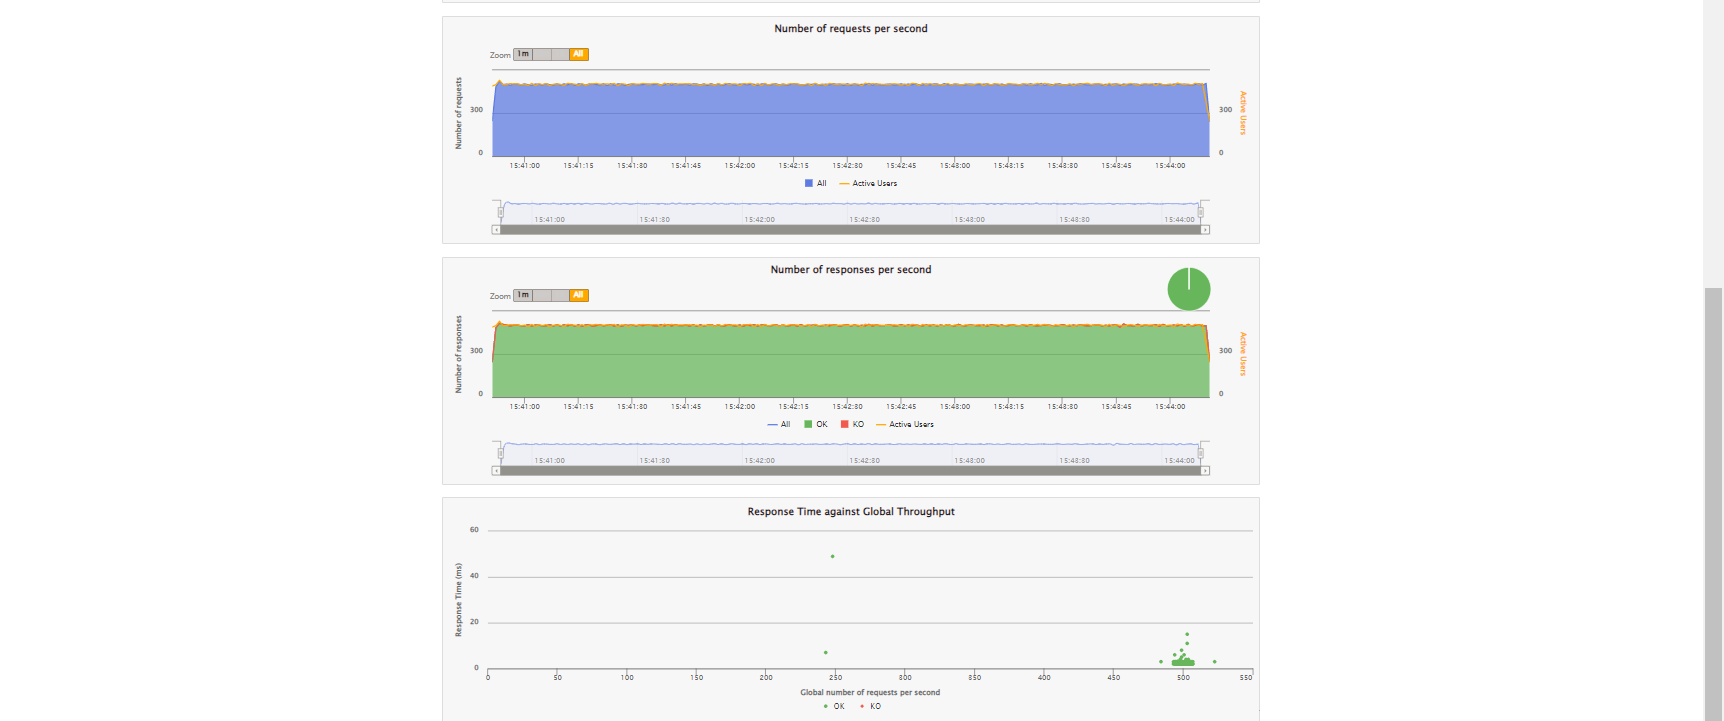 Number of requests per second
Zoom 1m All
Number of requests
300
0
300
0
Active Users
15:41:00 15:41:15 15:41:30 15:41:45 15:42:00 15:42:15 15:42:30 15:42:45 15:43:00 15:43:15 15:43:30 15:43:45 15:44:00
All Active Users
15:41:00 15:41:30 15:42:00 15:42:30 15:43:00 15:43:30 15:44:00
Number of responses per second
Zoom 1m All
Number of responses
300
0
300
0
Active Users
15:41:00 15:41:15 15:41:30 15:41:45 15:42:00 15:42:15 15:42:30 15:42:45 15:43:00 15:43:15 15:43:30 15:43:45 15:44:00
All OK KO Active Users
15:41:00 15:41:30 15:42:00 15:42:30 15:43:00 15:43:30 15:44:00
Response Time against Global Throughput
Response Time (ms)
60
40
20
0
0 50 100 150 200 250 300 350 400 450 500 550
Global number of requests per second
OK KO